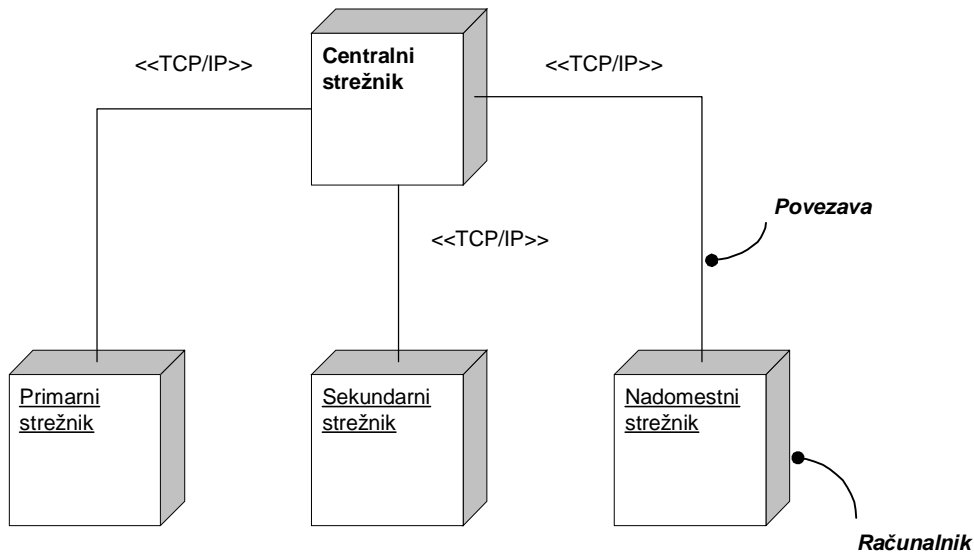 <<TCP/IP>>
Centralni
strežnik
<<TCP/IP>>
Povezava
<<TCP/IP>>
Primarni
strežnik
Sekundarni
strežnik
Nadomestni
strežnik
Računalnik